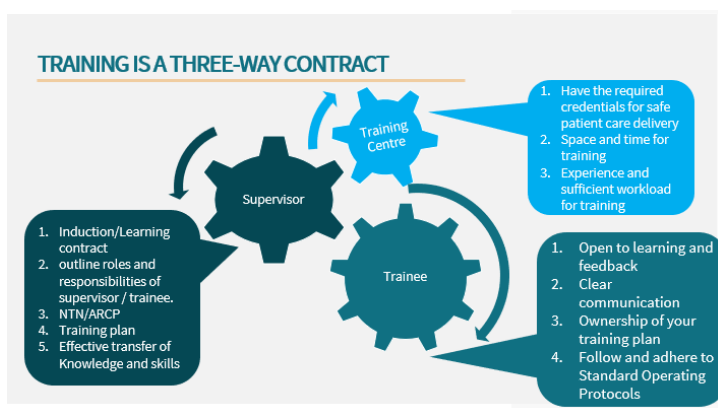 TRAINING IS A THREE-WAY CONTRACT
Training
Centre
1. Have the required
credentials for safe
patient care delivery
2. Space and time for
training
3. Experience and
sufficient workload
for training
Supervisor
1. Induction/Learning
contract
2. outline roles and
responsibilities of
supervisor / trainee.
3. NTN/ARCP
4. Training plan
5. Effective transfer of
Knowledge and skills
Trainee
1. Open to learning and
feedback
2. Clear
communication
3. Ownership of your
training plan
4. Follow and adhere to
Standard Operating
Protocols